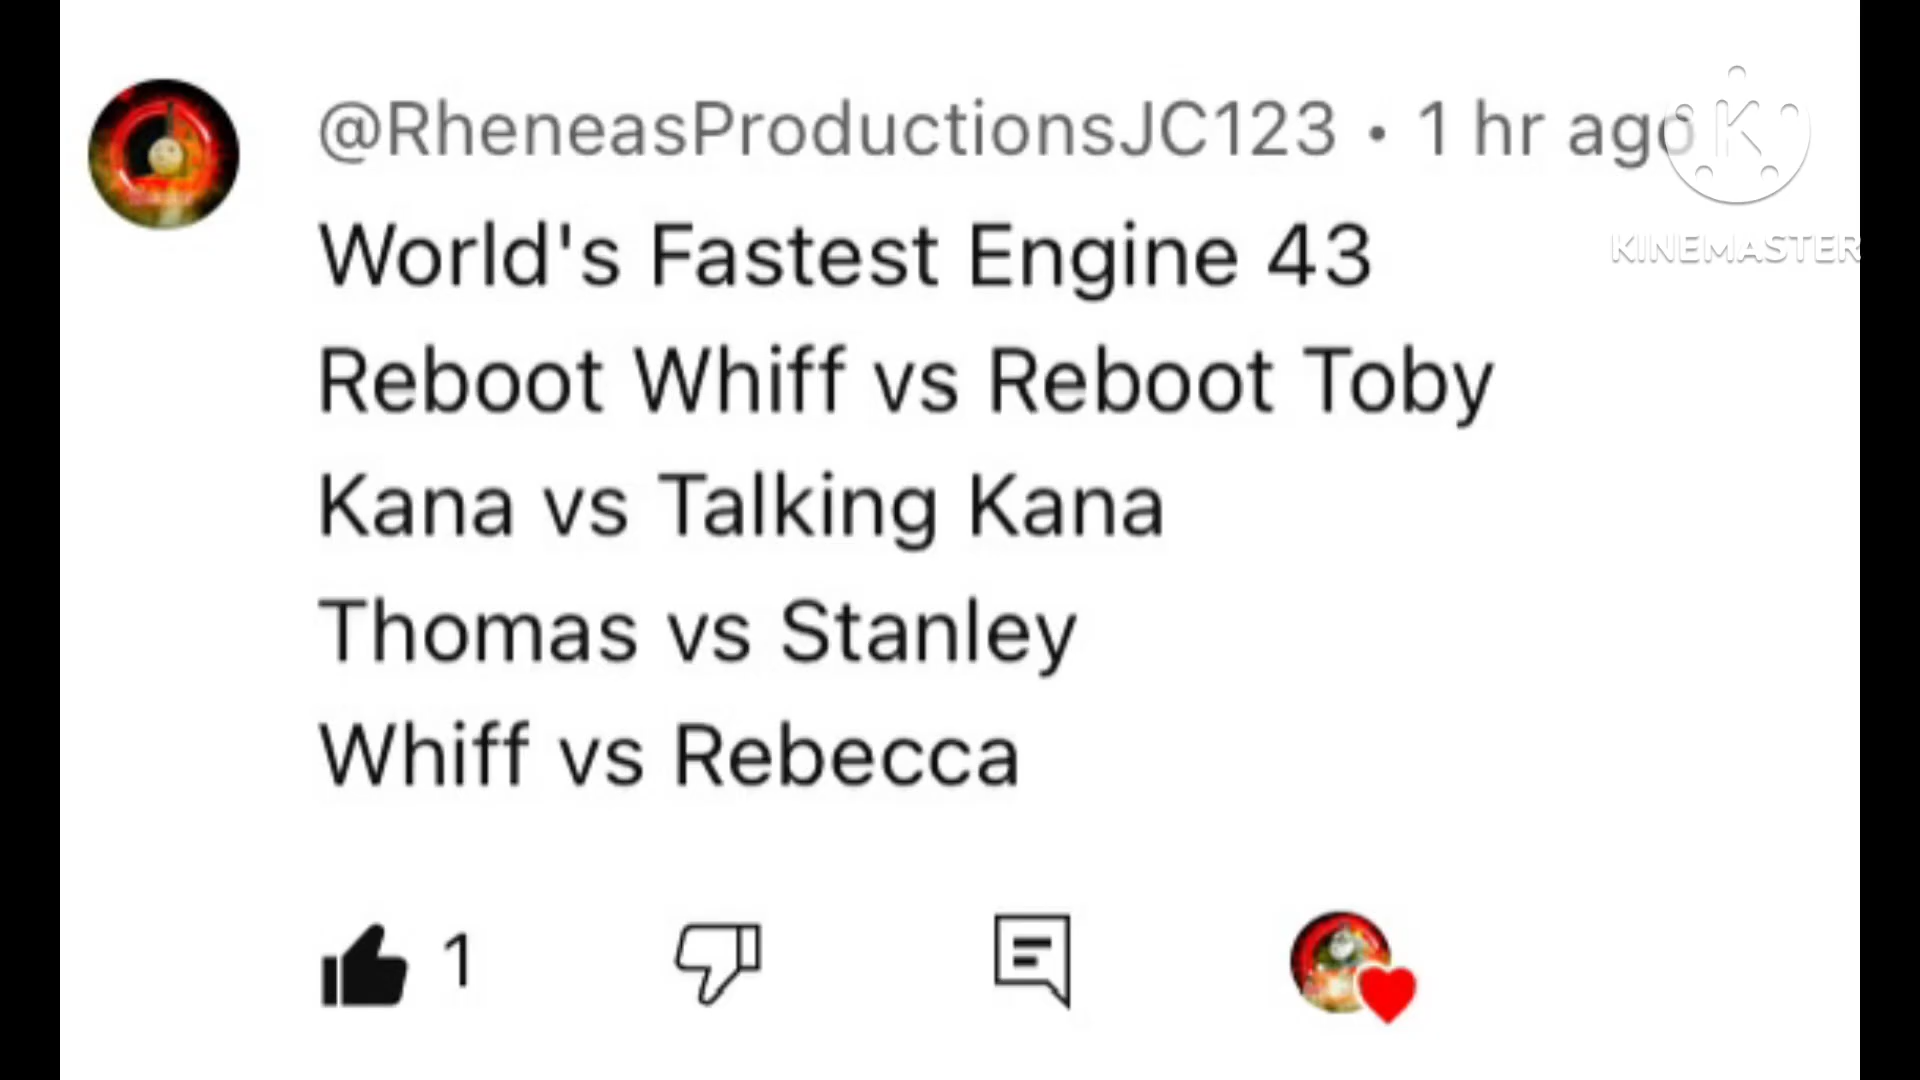 @RheneasProductionsJC123 • 1 hr ago
KINEMASTER
World's Fastest Engine 43
Reboot Whiff vs Reboot Toby
Kana vs Talking Kana
Thomas vs Stanley
Whiff vs Rebecca
1